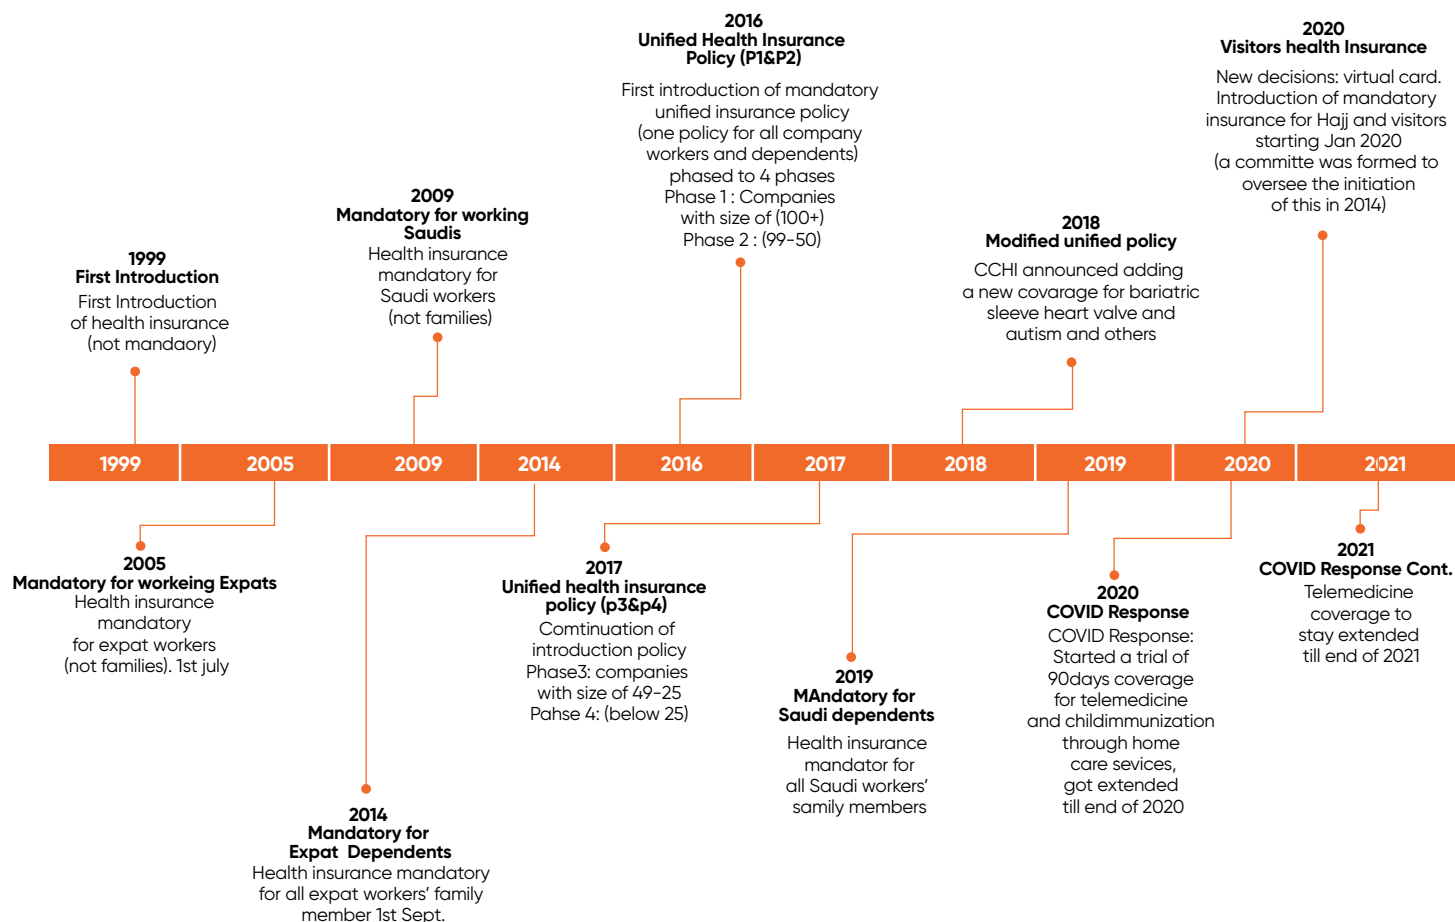 1999
First Introduction
First Introduction
of health insurance
(not mandaory)
2009
Mandatory for working
Saudis
Health insurance
mandatory for
Saudi workers
(not families)
2016
Unified Health Insurance
Policy (P1&P2)
First introduction of mandatory
unified insurance policy
(one policy for all company
workers and dependents)
phased to 4 phases
Phase 1 : Companies
with size of (100+)
Phase 2 : (99-50)
2018
Modified unified policy
CCHI announced adding
a new covarage for bariatric
sleeve heart valve and
autism and others
2020
Visitors health Insurance
New decisions: virtual card.
Introduction of mandatory
insurance for Hajj and visitors
starting Jan 2020
(a committe was formed to
oversee the initiation
of this in 2014)
1999
2005
2009
2014
2016
2017
2018
2019
2020
2021
2005
Mandatory for workeing Expats
Health insurance
mandatory
for expat workers
(not families). 1st july
2014
Mandatory for
Expat Dependents
Health insurance mandatory
for all expat workers' family
member 1st Sept.
2017
Unified health insurance
policy (p3&p4)
Comtinuation of
introduction policy
Phase3: companies
with size of 49-25
Pahse 4: (below 25)
2019
MAndatory for
Saudi dependents
Health insurance
mandator for
all Saudi workers'
samily members
2020
COVID Response
COVID Response:
Started a trial of
90days coverage
for telemedicine
and childimmunization
through home
care sevices,
got extended
till end of 2020
2021
COVID Response Cont.
Telemedicine
coverage to
stay extended
till end of 2021